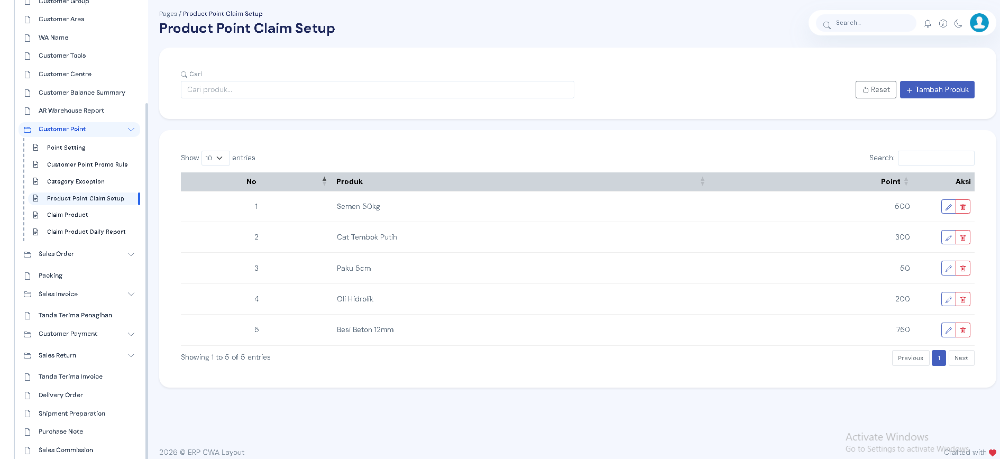 Customer Group
Customer Area
WA Name
Customer Tools
Customer Centre
Customer Balance Summary
AR Warehouse Report
Customer Point
Point Setting
Customer Point Promo Rule
Category Exception
Product Point Claim Setup
Claim Product
Claim Product Daily Report
Sales Order
Packing
Sales Invoice
Tanda Terima Penagihan
Customer Payment
Sales Return
Tanda Terima Invoice
Delivery Order
Shipment Preparation
Purchase Note
Sales Commission
Pages / Product Point Claim Setup
Product Point Claim Setup
Search...
Cari
Cari produk...
Reset
+ Tambah Produk
Show 10 entries
Search:
No Produk Point Aksi
1 Semen 50kg 500
2 Cat Tembok Putih 300
3 Paku 5cm 50
4 Oli Hidrolik 200
5 Besi Beton 12mm 750
Showing 1 to 5 of 5 entries
Previous 1 Next
Activate Windows
Go to Settings to activate Windows.
2026 © ERP CWA Layout
Crafted with